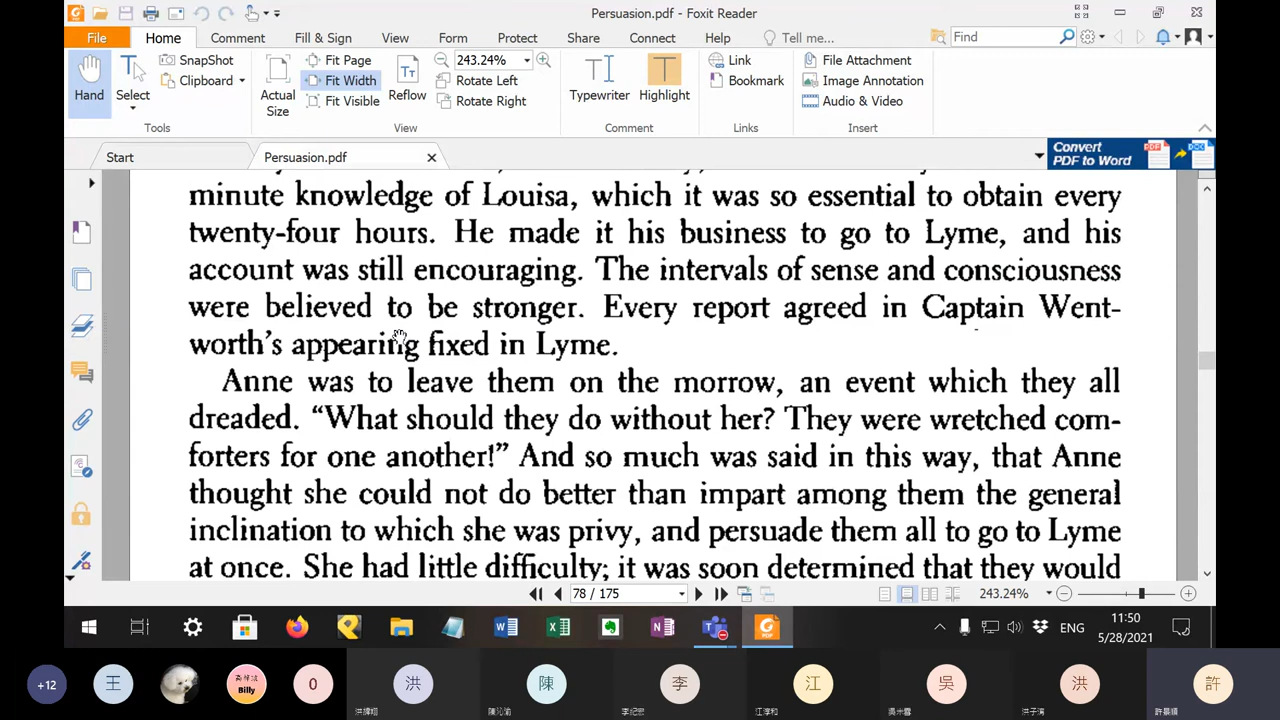 Persuasion.pdf - Foxit Reader
File Home Comment Fill & Sign View Form Protect Share Connect Help Tell me... Find
Hand
Select
SnapShot
Clipboard
Tools
Actual Size
Fit Page
Fit Width
Fit Visible
Reflow
243.24%
Rotate Left
Rotate Right
View
Typewriter
Highlight
Comment
Link
Bookmark
Links
File Attachment
Image Annotation
Audio & Video
Insert
Start
Persuasion.pdf
Convert
PDF to Word
minute knowledge of Louisa, which it was so essential to obtain every
twenty-four hours. He made it his business to go to Lyme, and his
account was still encouraging. The intervals of sense and consciousness
were believed to be stronger. Every report agreed in Captain Went-
worth's appearing fixed in Lyme.
Anne was to leave them on the morrow, an event which they all
dreaded. “What should they do without her? They were wretched com-
forters for one another!” And so much was said in this way, that Anne
thought she could not do better than impart among them the general
inclination to which she was privy, and persuade them all to go to Lyme
at once. She had little difficulty; it was soon determined that they would
78 / 175
243.24%
ENG
11:50
5/28/2021
+12
王
Billy
0
洪
陳
李
江
吳
洪
許